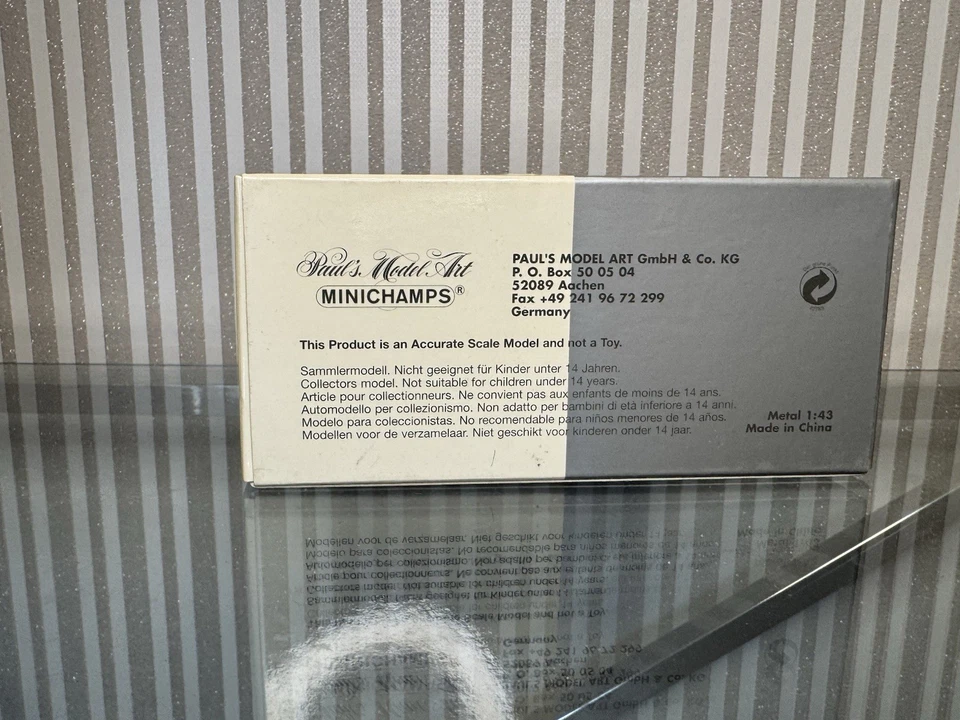 Paul's Model Art
MINICHAMPS®
PAUL'S MODEL ART GmbH & Co. KG
P. O. Box 50 05 04
52089 Aachen
Fax +49 241 96 72 299
Germany
This Product is an Accurate Scale Model and not a Toy.
Sammlermodell. Nicht geeignet für Kinder unter 14 Jahren.
Collectors model. Not suitable for children under 14 years.
Article pour collectionneurs. Ne convient pas aux enfants de moins de 14 ans.
Automodello per collezionismo. Non adatto per bambini di età inferiore a 14 anni.
Modelo para coleccionistas. No recomendable para niños menores de 14 años.
Modellen voor de verzamelaar. Niet geschikt voor kinderen onder 14 jaar.
Metal 1:43
Made in China